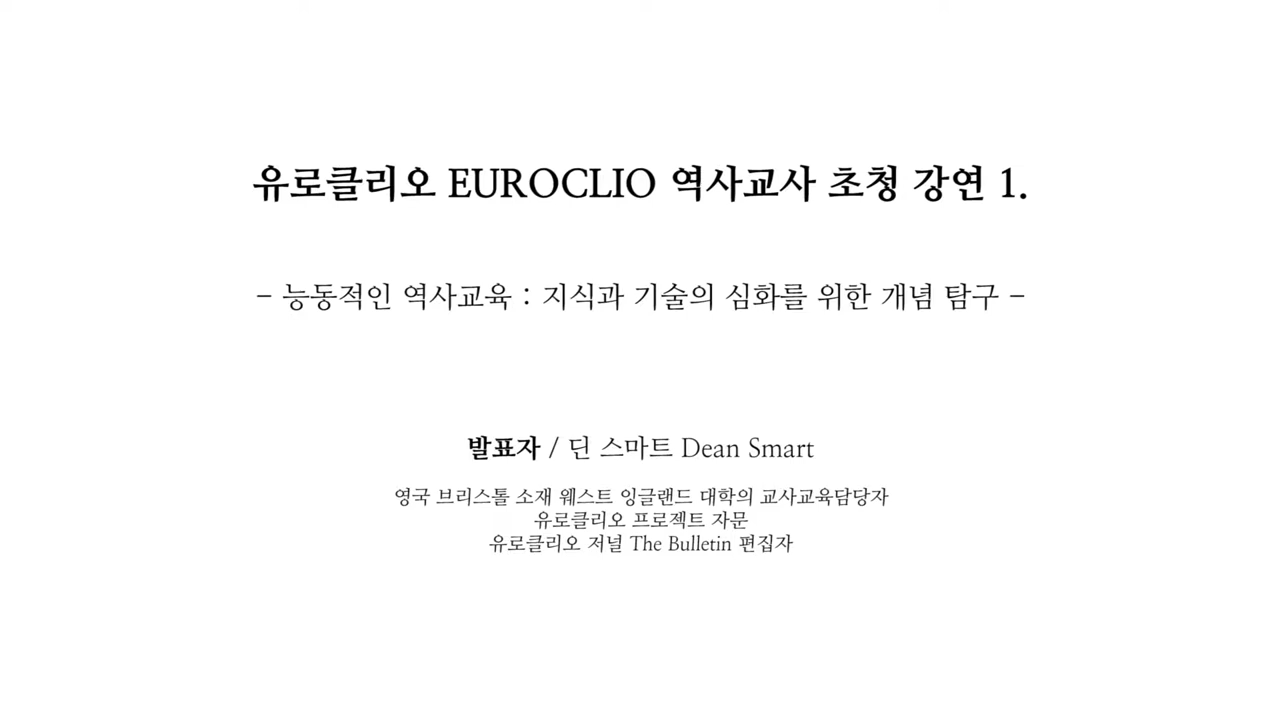 유로클리오 EUROCLIO 역사교사 초청 강연 1.
- 능동적인 역사교육 : 지식과 기술의 심화를 위한 개념 탐구 -
발표자 / 딘 스마트 Dean Smart
영국 브리스톨 소재 웨스트 잉글랜드 대학의 교사교육담당자
유로클리오 프로젝트 자문
유로클리오 저널 The Bulletin 편집자